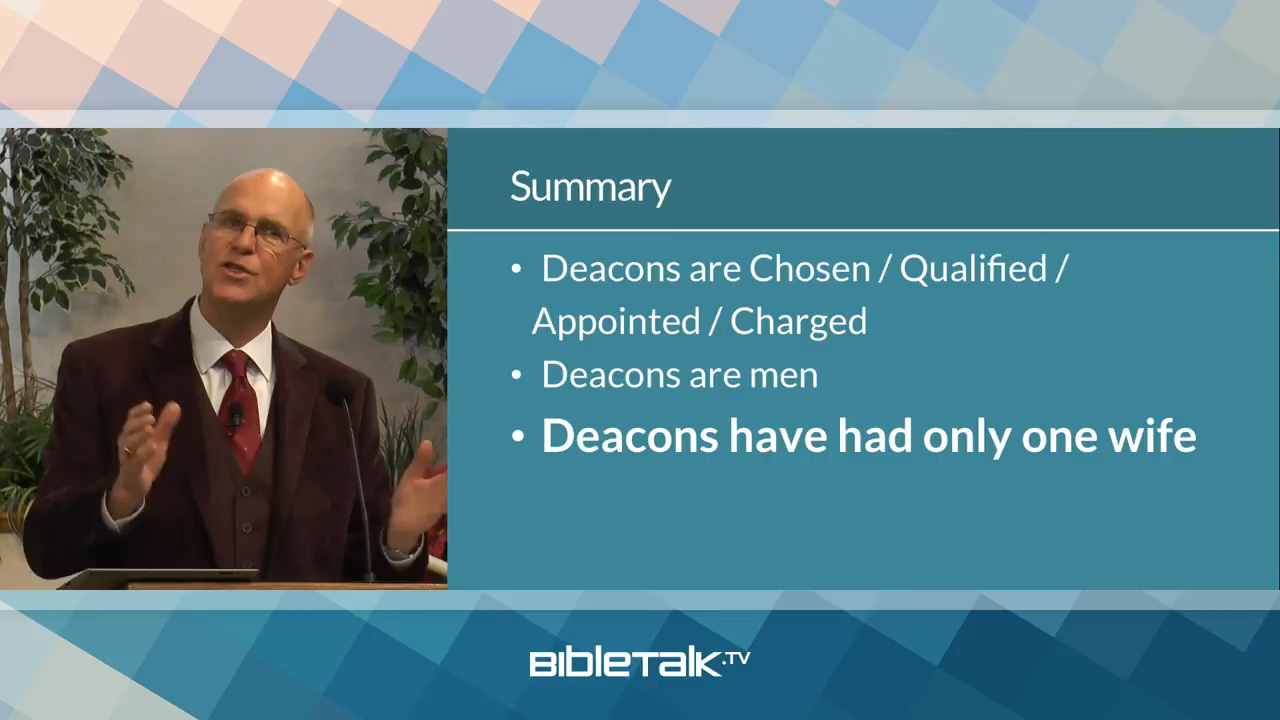 Summary
• Deacons are Chosen / Qualified /
Appointed / Charged
• Deacons are men
• Deacons have had only one wife
BIBLETALK.TV